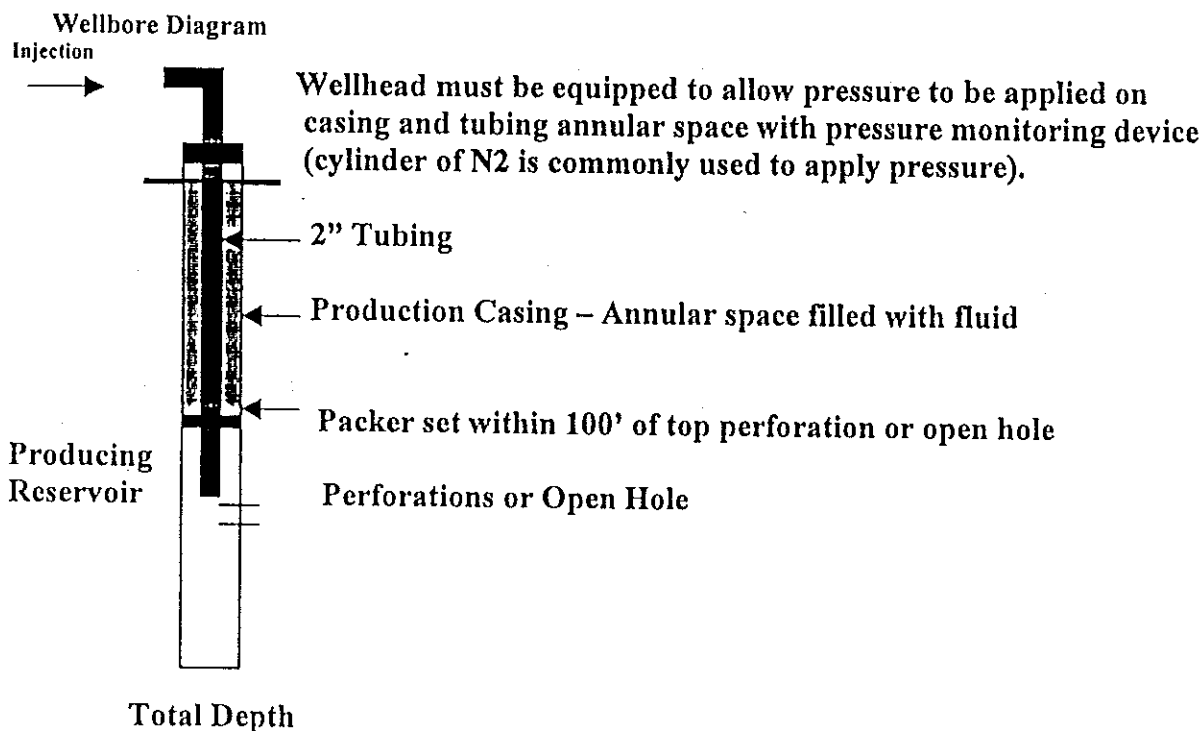 Wellbore Diagram
Injection
Wellhead must be equipped to allow pressure to be applied on
casing and tubing annular space with pressure monitoring device
(cylinder of N2 is commonly used to apply pressure).
2” Tubing
Production Casing – Annular space filled with fluid
Packer set within 100' of top perforation or open hole
Producing
Reservoir
Perforations or Open Hole
Total Depth